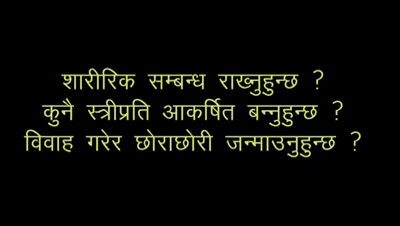 शारीरिक सम्बन्ध राख्नुहुन्छ ?
कुनै स्त्रीप्रति आकर्षित बन्नुहुन्छ ?
विवाह गरेर छोराछोरी जन्माउनुहुन्छ ?